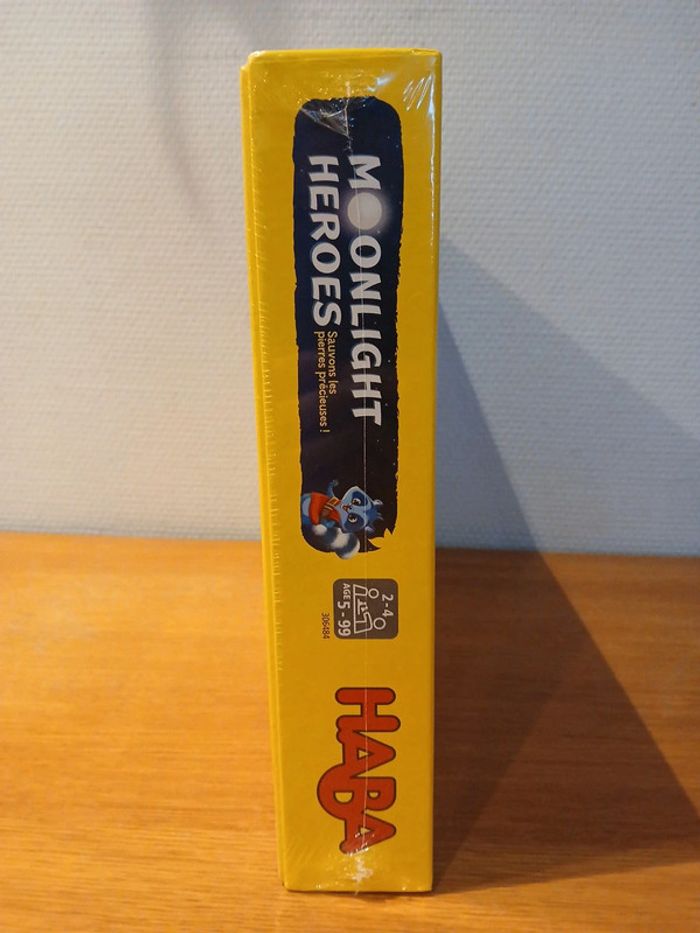 MOONLIGHT
HEROES
Sauvons les
pierres précieuses !
2-4
AGE 5-99
306484
HABA